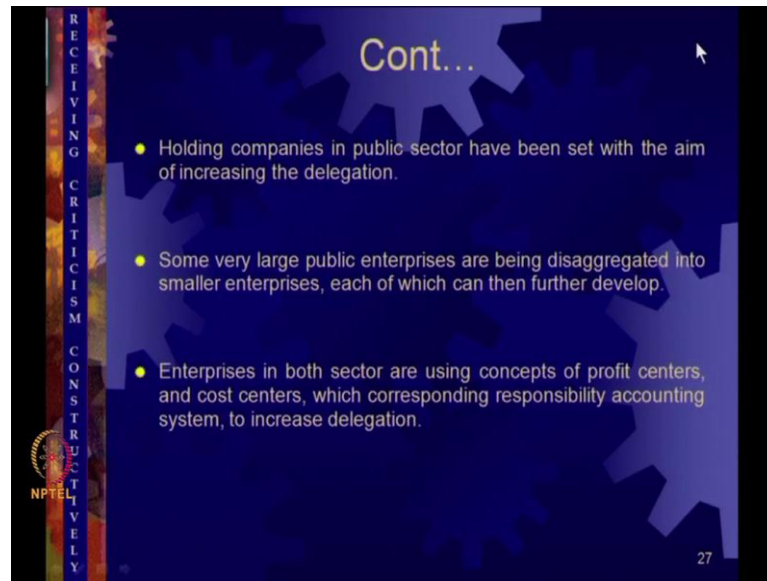 RECEIVING CRITICISM CONSTRUCTIVELY
Cont...
Holding companies in public sector have been set with the aim
of increasing the delegation.
Some very large public enterprises are being disaggregated into
smaller enterprises, each of which can then further develop.
Enterprises in both sector are using concepts of profit centers,
and cost centers, which corresponding responsibility accounting
system, to increase delegation.
NPTEL
27